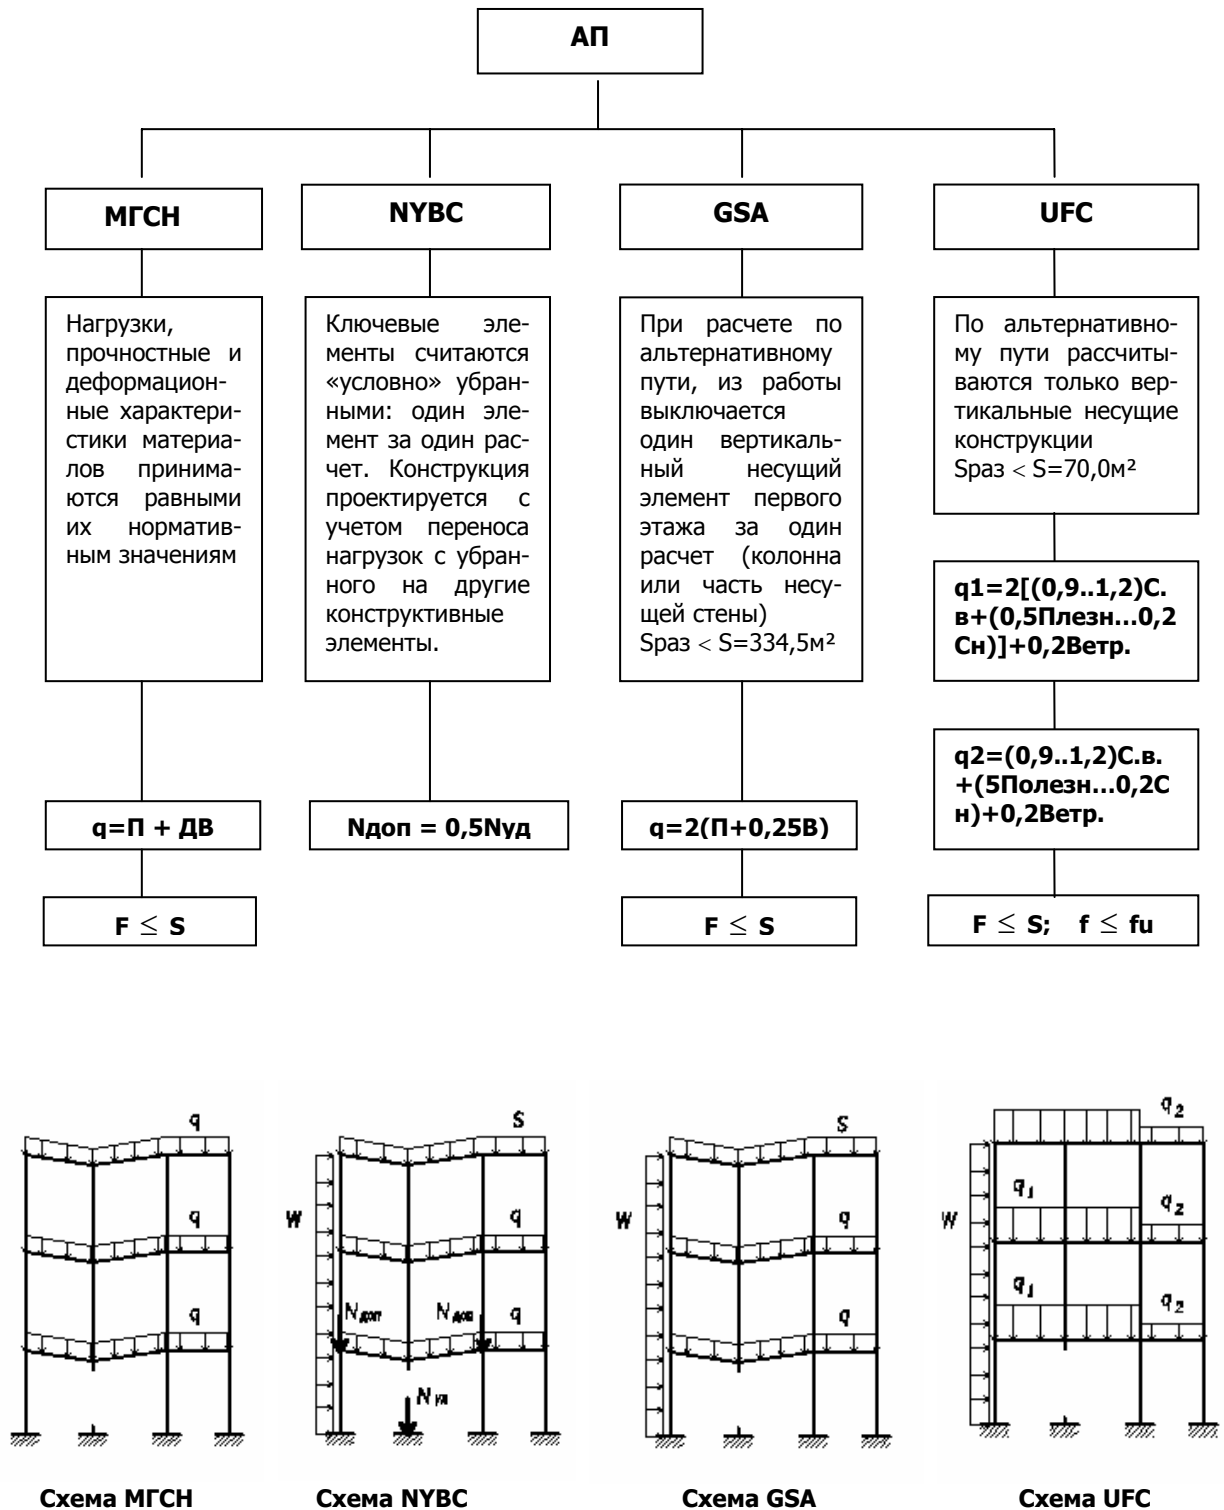 АП
МГСН
NYBC
GSA
UFC
Нагрузки,
прочностные и
деформацион-
ные характери-
стики материа-
лов принима-
ются равными
их норматив-
ным значениям
Ключевые эле-
менты считаются
«условно» убран-
ными: один эле-
мент за один рас-
чет. Конструкция
проектируется с
учетом переноса
нагрузок с убран-
ного на другие
конструктивные
элементы.
При расчете по
альтернативному
пути, из работы
выключается
один вертикаль-
ный несущий
элемент первого
этажа за один
расчет (колонна
или часть несу-
щей стены)
Sраз < S=334,5м²
По альтернативно-
му пути рассчиты-
ваются только вер-
тикальные несущие
конструкции
Sраз < S=70,0м²
q1=2[(0,9..1,2)С.
в+(0,5Плезн...0,2
Сн)]+0,2Ветр.
q2=(0,9..1,2)С.в.
+(5Полезн...0,2С
н)+0,2Ветр.
q=П + ДВ
Nдоп = 0,5Nуд
q=2(П+0,25В)
F ≤ S
F ≤ S
F ≤ S; f ≤ fu
q
q
q
S
W
q
Nдоп
Nдоп
q
Nуд
S
W
q
q
q2
q1
q2
W
q1
q2
Схема МГСН
Схема NYBC
Схема GSA
Схема UFC